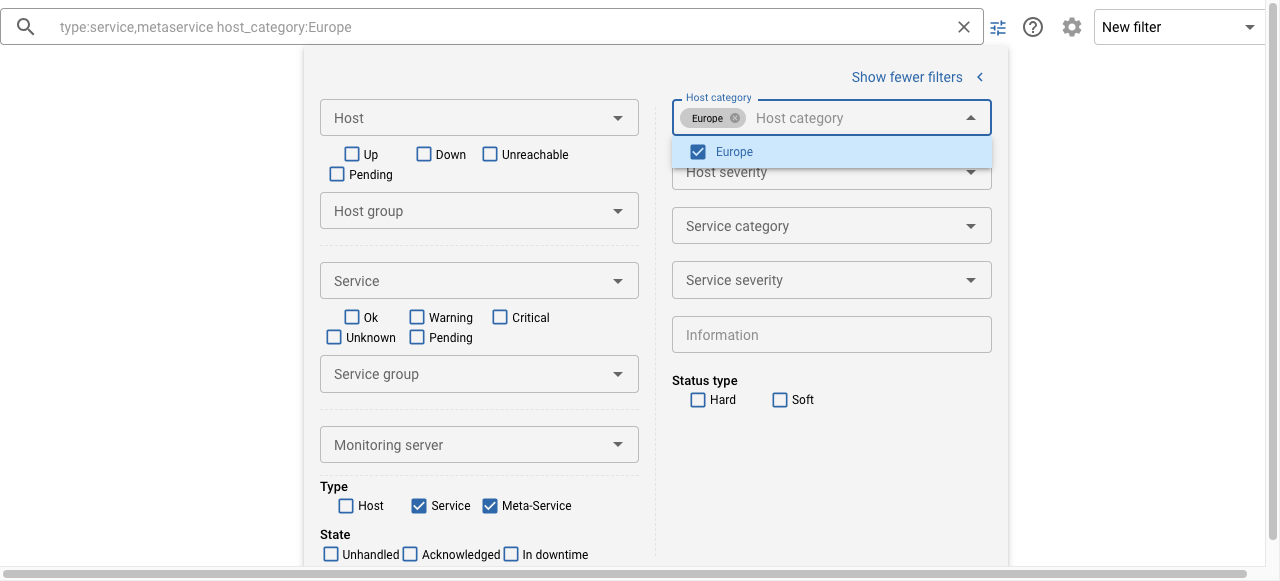 type:service,metaservice host_category:Europe
New filter
Show fewer filters
Host
Up
Down
Unreachable
Pending
Host group
Service
Ok
Warning
Critical
Unknown
Pending
Service group
Monitoring server
Type
Host
Service
Meta-Service
State
Unhandled
Acknowledged
In downtime
Host category
Europe
Host category
Europe
Host severity
Service category
Service severity
Information
Status type
Hard
Soft